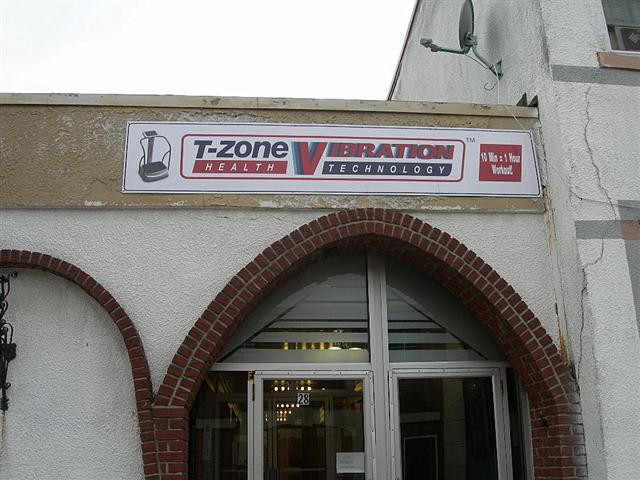 T-ZONE VIBRATION TM
HEALTH TECHNOLOGY
10 Min = 1 Hour
Workout!
28